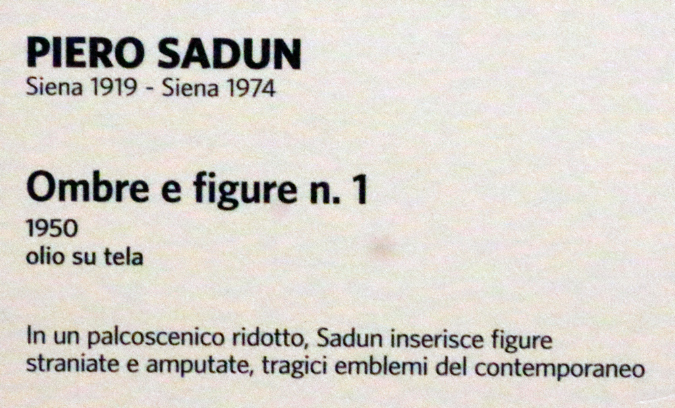 PIERO SADUN
Siena 1919 - Siena 1974
Ombre e figure n. 1
1950
olio su tela
In un palcoscenico ridotto, Sadun inserisce figure
straniate e amputate, tragici emblemi del contemporaneo